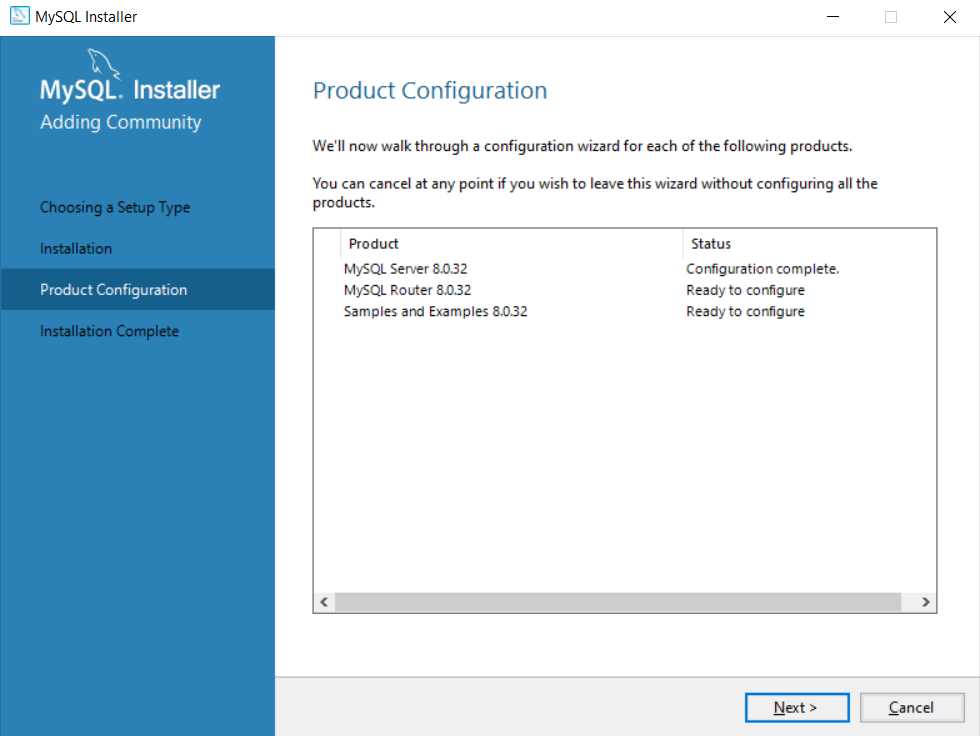 MySQL Installer
MySQL. Installer
Adding Community
Choosing a Setup Type
Installation
Product Configuration
Installation Complete
Product Configuration
We'll now walk through a configuration wizard for each of the following products.
You can cancel at any point if you wish to leave this wizard without configuring all the
products.
Product Status
MySQL Server 8.0.32 Configuration complete.
MySQL Router 8.0.32 Ready to configure
Samples and Examples 8.0.32 Ready to configure
Next > Cancel